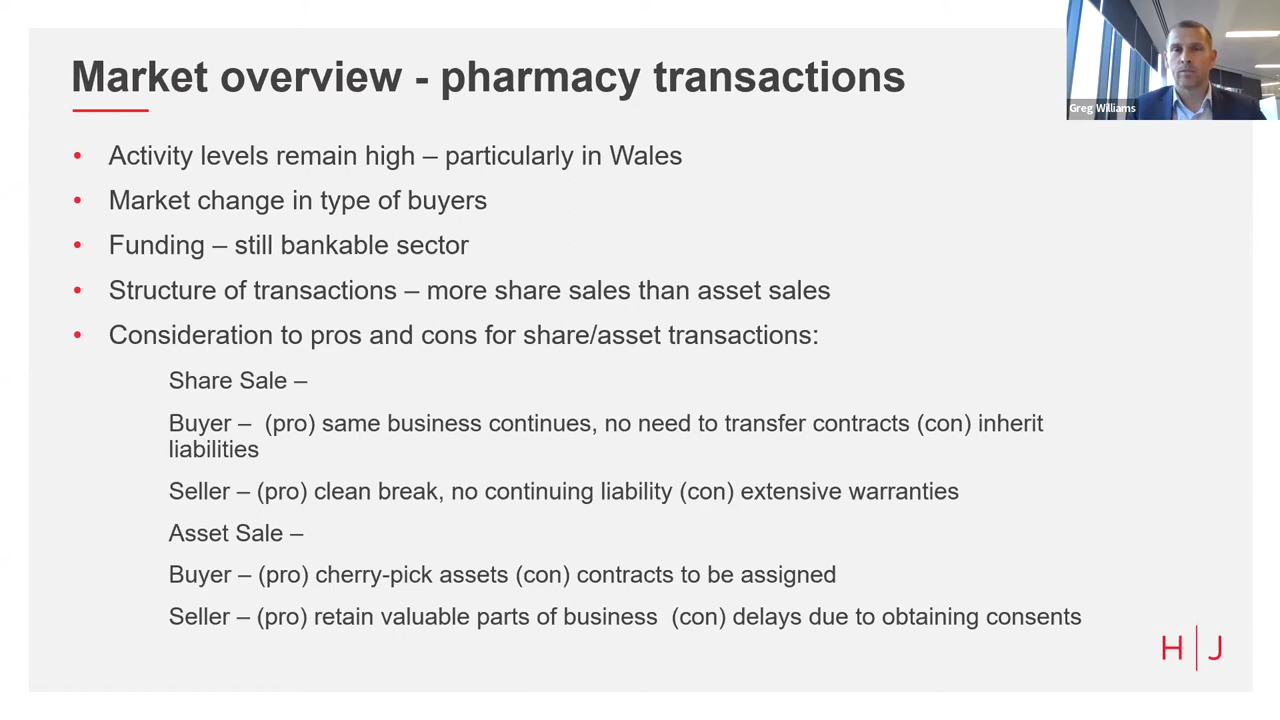 Market overview - pharmacy transactions
Greg Williams
• Activity levels remain high – particularly in Wales
• Market change in type of buyers
• Funding – still bankable sector
• Structure of transactions – more share sales than asset sales
• Consideration to pros and cons for share/asset transactions:
Share Sale –
Buyer –  (pro) same business continues, no need to transfer contracts (con) inherit
liabilities
Seller – (pro) clean break, no continuing liability (con) extensive warranties
Asset Sale –
Buyer – (pro) cherry-pick assets (con) contracts to be assigned
Seller – (pro) retain valuable parts of business  (con) delays due to obtaining consents
H | J